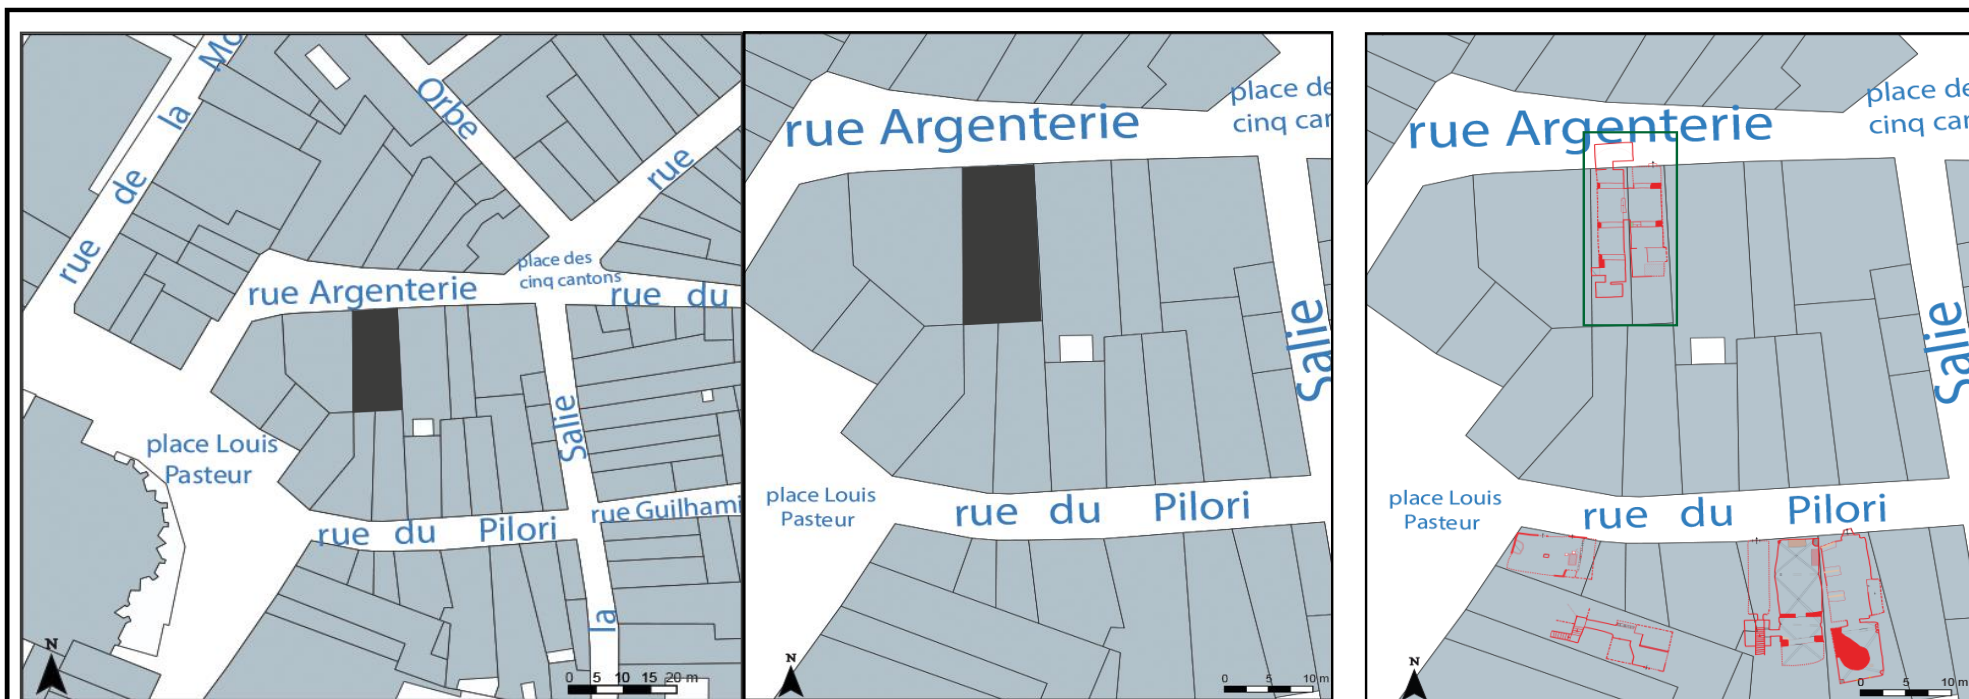 rue de la Mo
Orbe
rue
place des
cinq cantons
rue Argenterie
rue du
place Louis
Pasteur
Salie
rue Guilhami
rue du Pilori
la
N
0 5 10 15 20 m
place de
cinq car
rue Argenterie
Salie
place Louis
Pasteur
rue du Pilori
N
0 5 10 m
place de
cinq car
rue Argenterie
Salie
place Louis
Pasteur
rue du Pilori
N
0 5 10 m